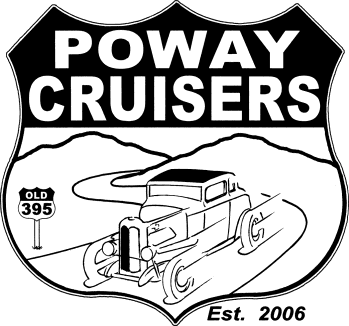 POWAY
CRUISERS
OLD
395
Est. 2006